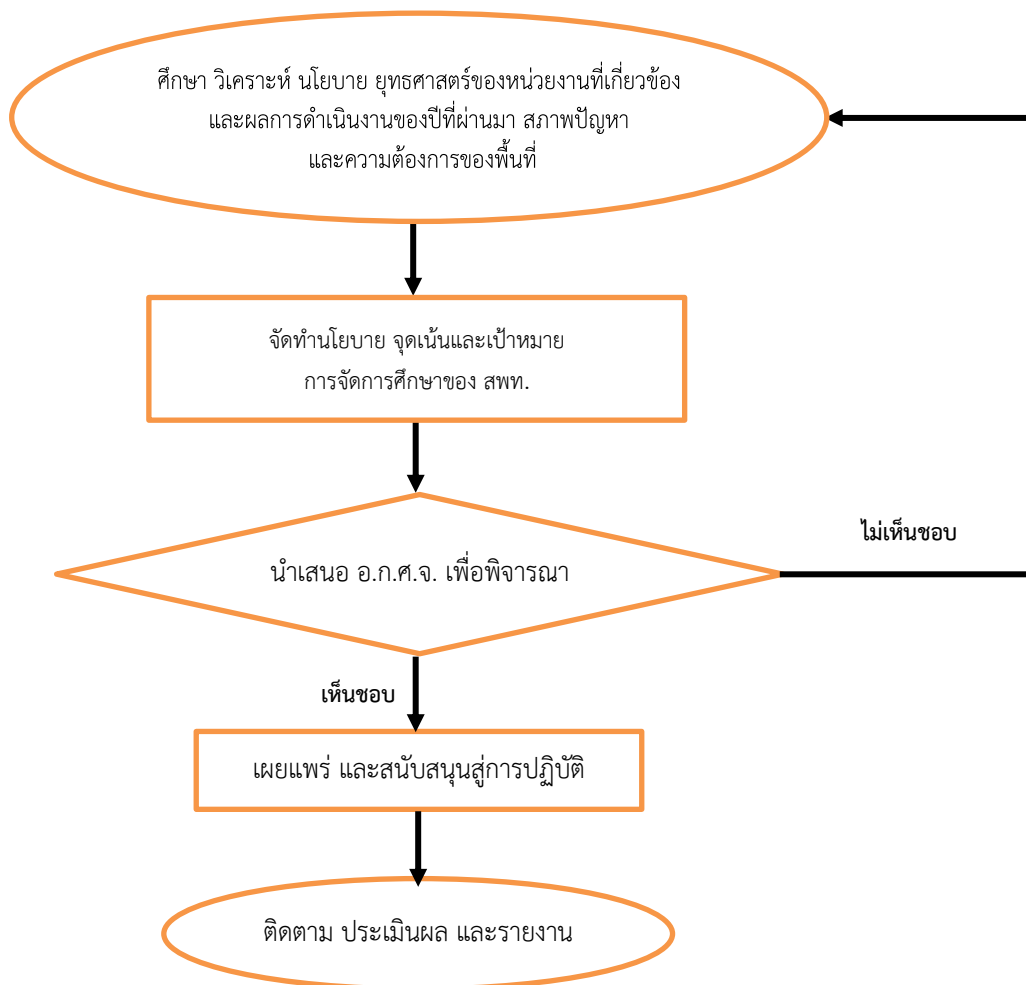 ศึกษา วิเคราะห์ นโยบาย ยุทธศาสตร์ของหน่วยงานที่เกี่ยวข้อง
และผลการดำเนินงานของปีที่ผ่านมา สภาพปัญหา
และความต้องการของพื้นที่
จัดทำนโยบาย จุดเน้นและเป้าหมาย
การจัดการศึกษาของ สพท.
ไม่เห็นชอบ
นำเสนอ อ.ก.ศ.จ. เพื่อพิจารณา
เห็นชอบ
เผยแพร่ และสนับสนุนสู่การปฏิบัติ
ติดตาม ประเมินผล และรายงาน